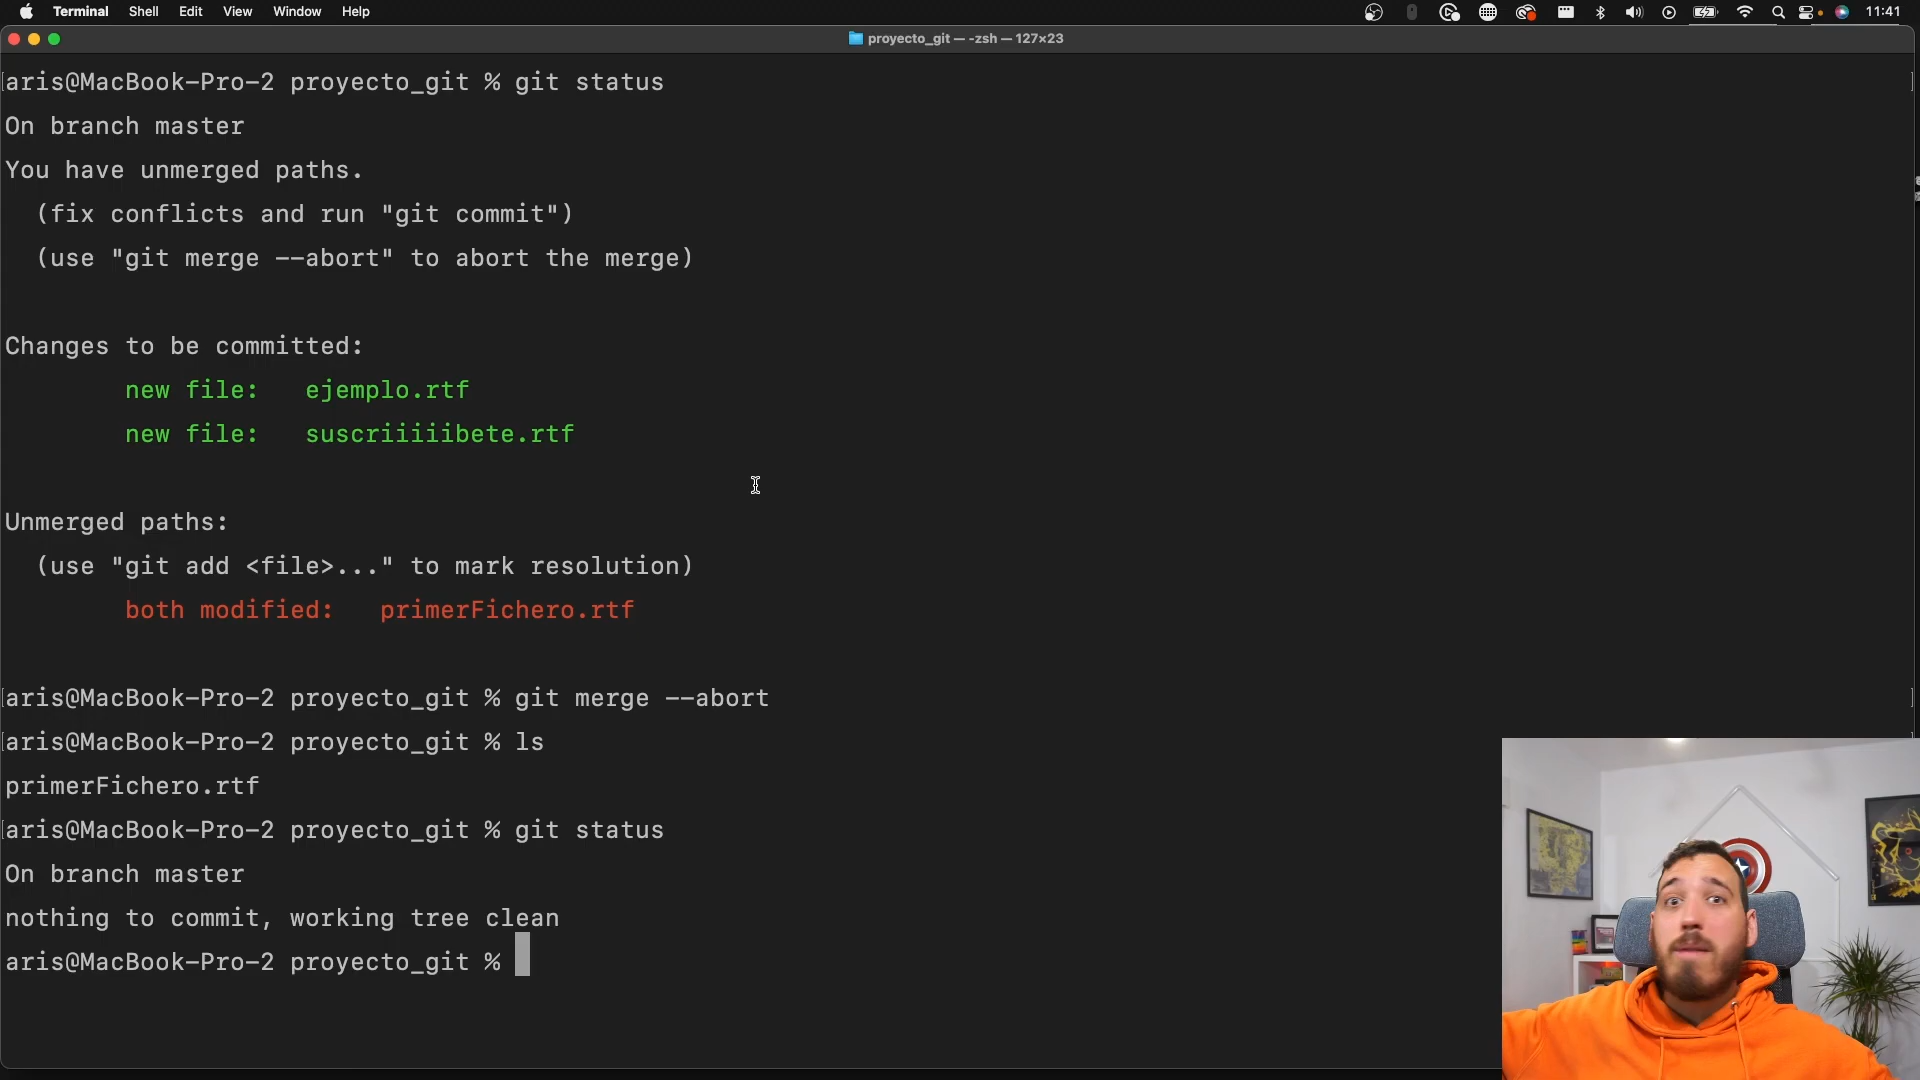 Terminal Shell Edit View Window Help 11:41
proyecto_git — -zsh — 127×23
aris@MacBook-Pro-2 proyecto_git % git status
On branch master
You have unmerged paths.
(fix conflicts and run "git commit")
(use "git merge --abort" to abort the merge)
Changes to be committed:
new file: ejemplo.rtf
new file: suscriiiiibete.rtf
Unmerged paths:
(use "git add <file>..." to mark resolution)
both modified: primerFichero.rtf
aris@MacBook-Pro-2 proyecto_git % git merge --abort
aris@MacBook-Pro-2 proyecto_git % ls
primerFichero.rtf
aris@MacBook-Pro-2 proyecto_git % git status
On branch master
nothing to commit, working tree clean
aris@MacBook-Pro-2 proyecto_git %